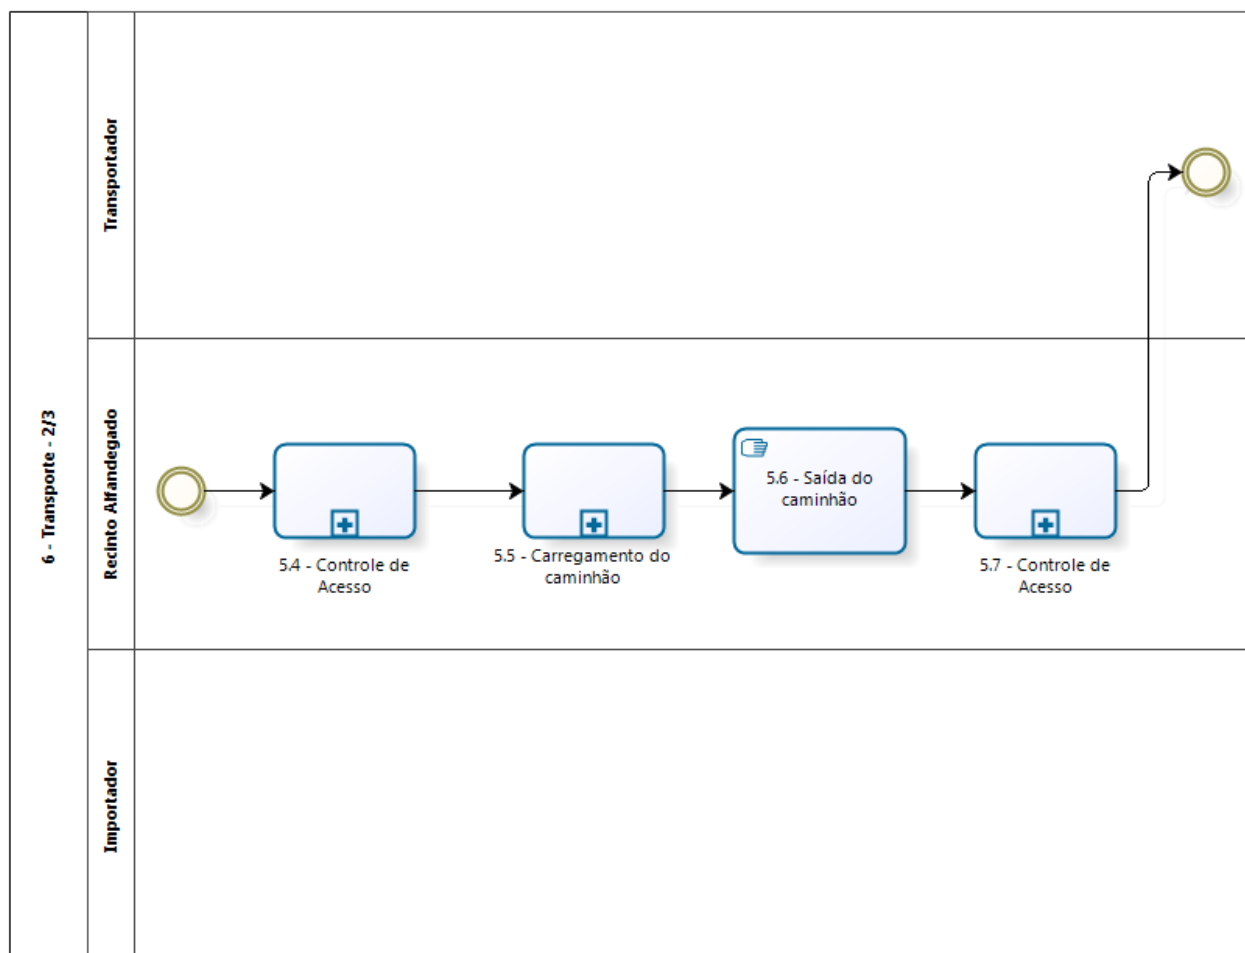 6 - Transporte - 2/3
Transportador
Recinto Alfandegado
5.4 - Controle de
Acesso
5.5 - Carregamento do
caminhão
5.6 - Saída do
caminhão
5.7 - Controle de
Acesso
Importador